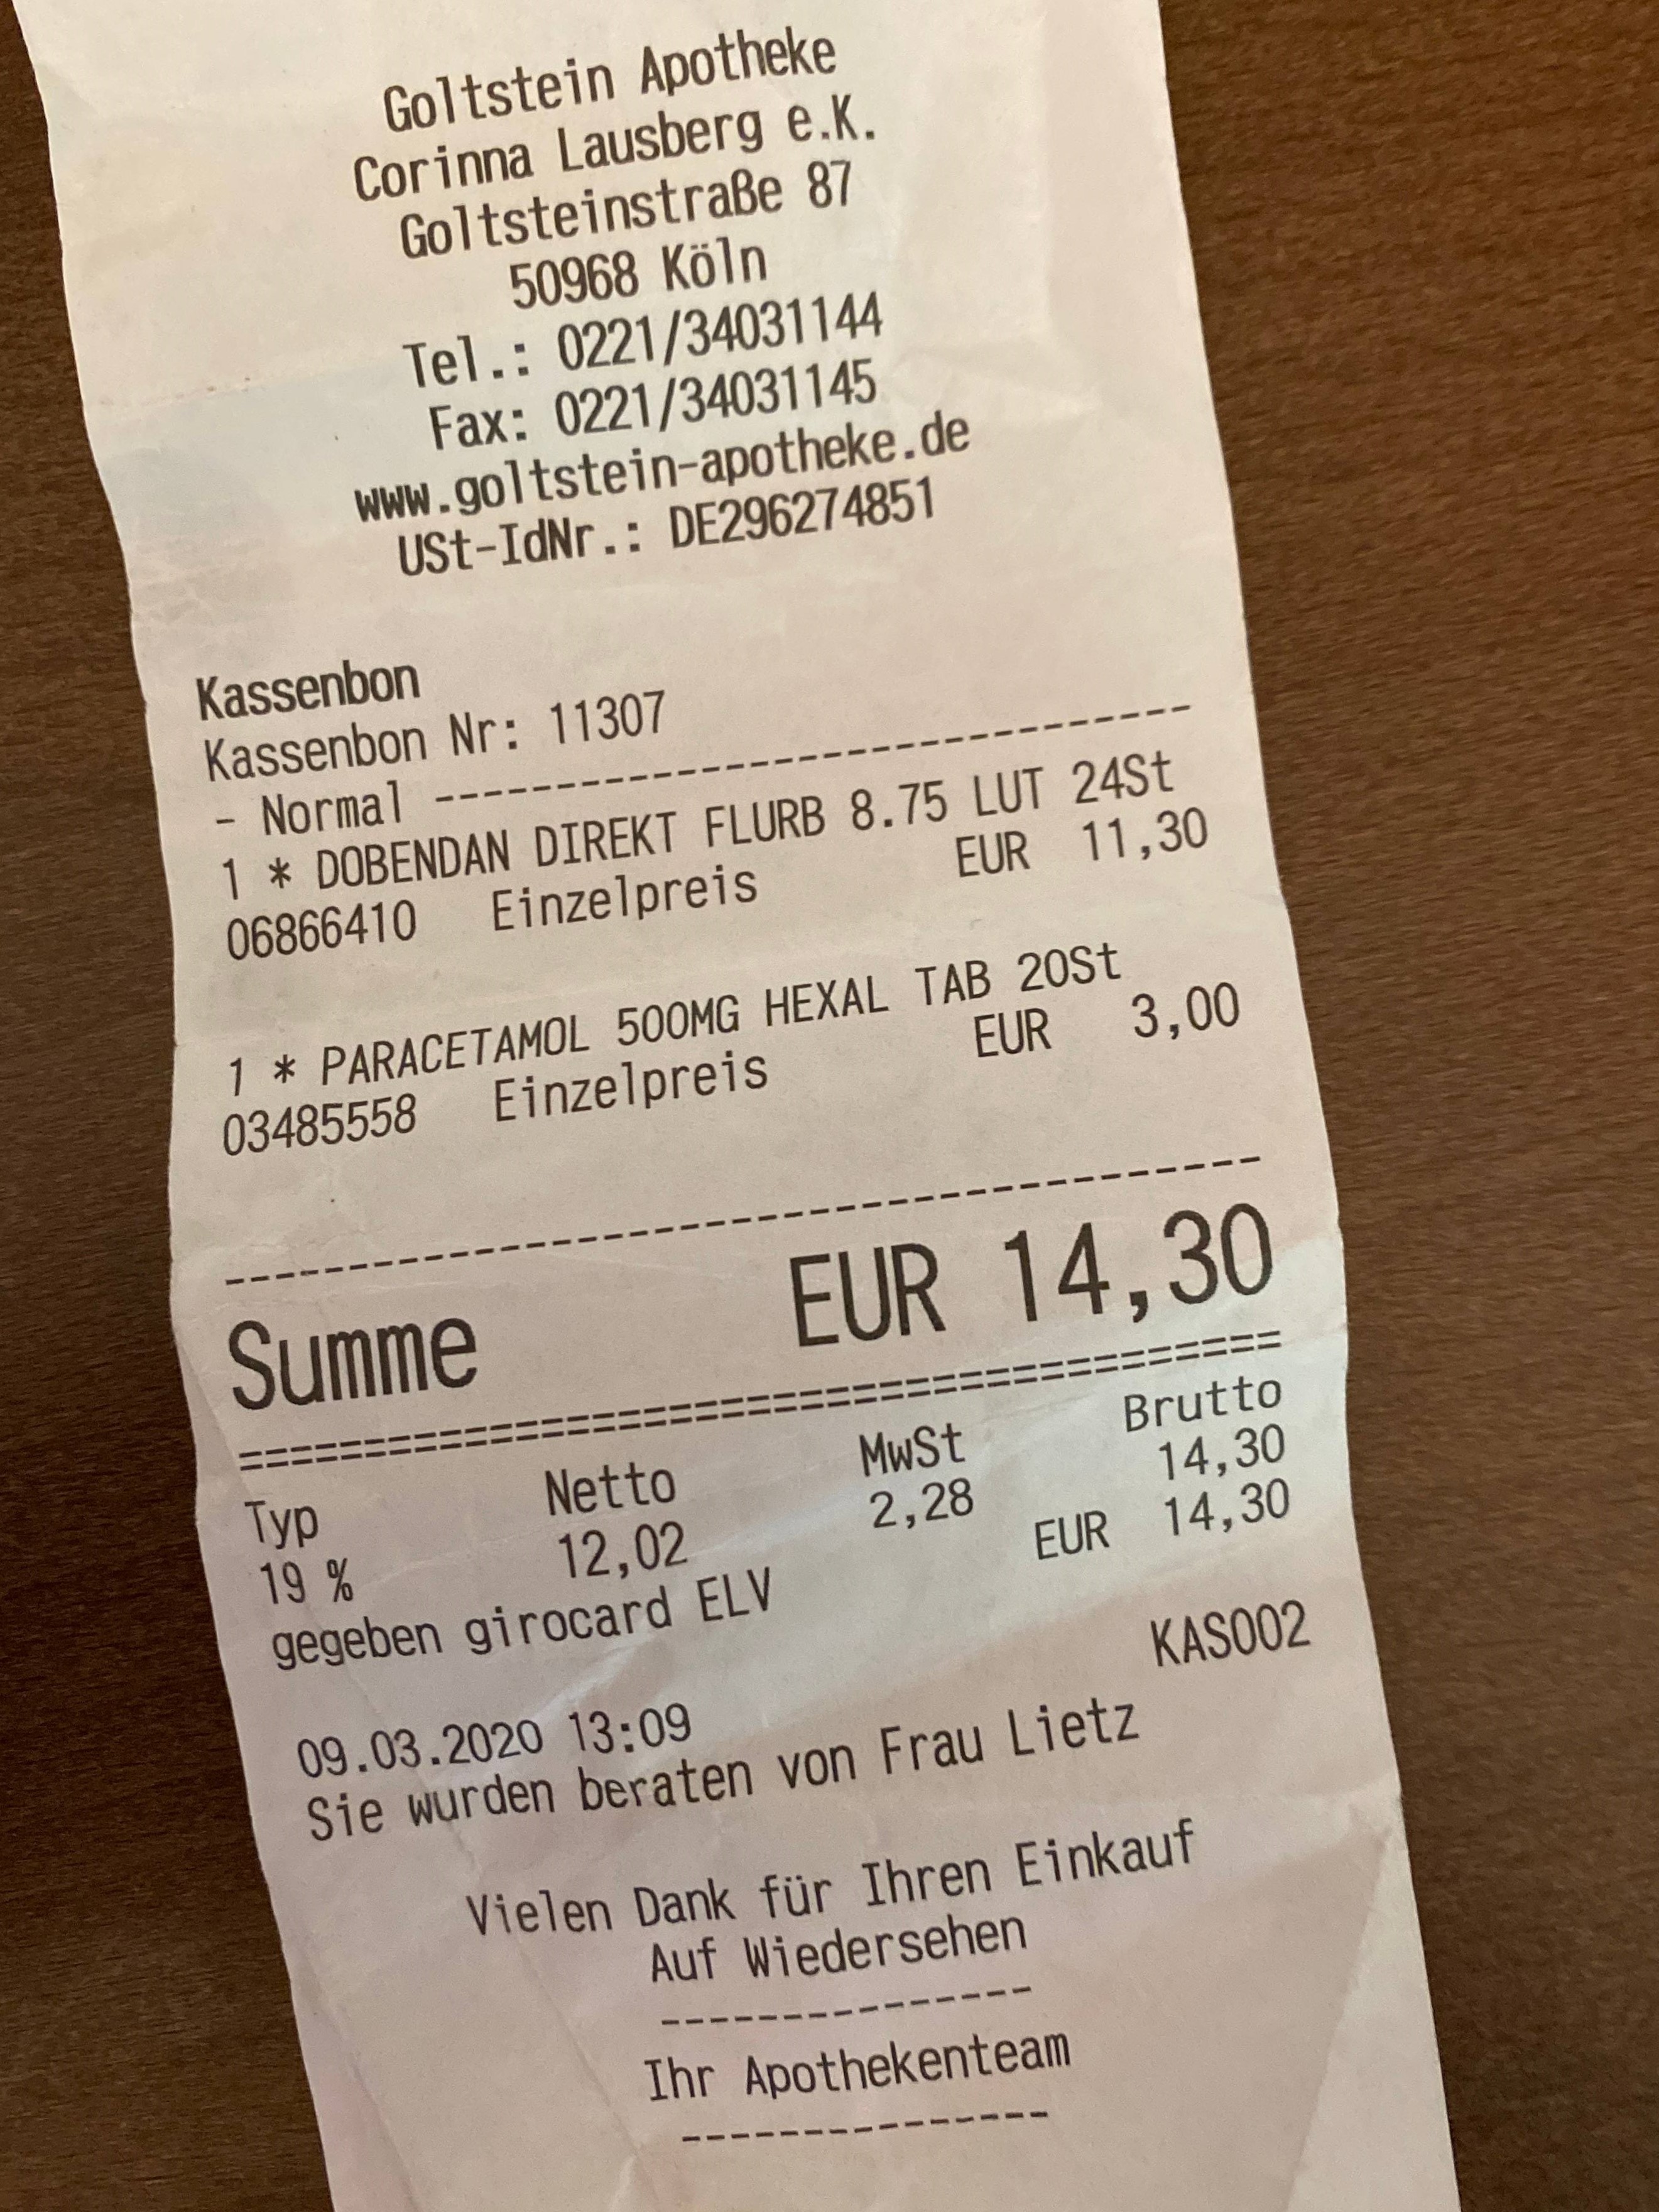 Goltstein Apotheke
Corinna Lausberg e.K.
Goltsteinstraße 87
50968 Köln
Tel.: 0221/34031144
Fax: 0221/34031145
www.goltstein-apotheke.de
USt-IdNr.: DE296274851
Kassenbon
Kassenbon Nr: 11307
- Normal -------------------------------
1 * DOBENDAN DIREKT FLURB 8.75 LUT 24St
06866410 Einzelpreis EUR 11,30
1 * PARACETAMOL 500MG HEXAL TAB 20St
03485558 Einzelpreis EUR 3,00
------------------------------------------
Summe EUR 14,30
==========================================
Typ Netto MwSt Brutto
19 % 12,02 2,28 14,30
gegeben girocard ELV EUR 14,30
KAS002
09.03.2020 13:09
Sie wurden beraten von Frau Lietz
Vielen Dank für Ihren Einkauf
Auf Wiedersehen
---------------
Ihr Apothekenteam
---------------